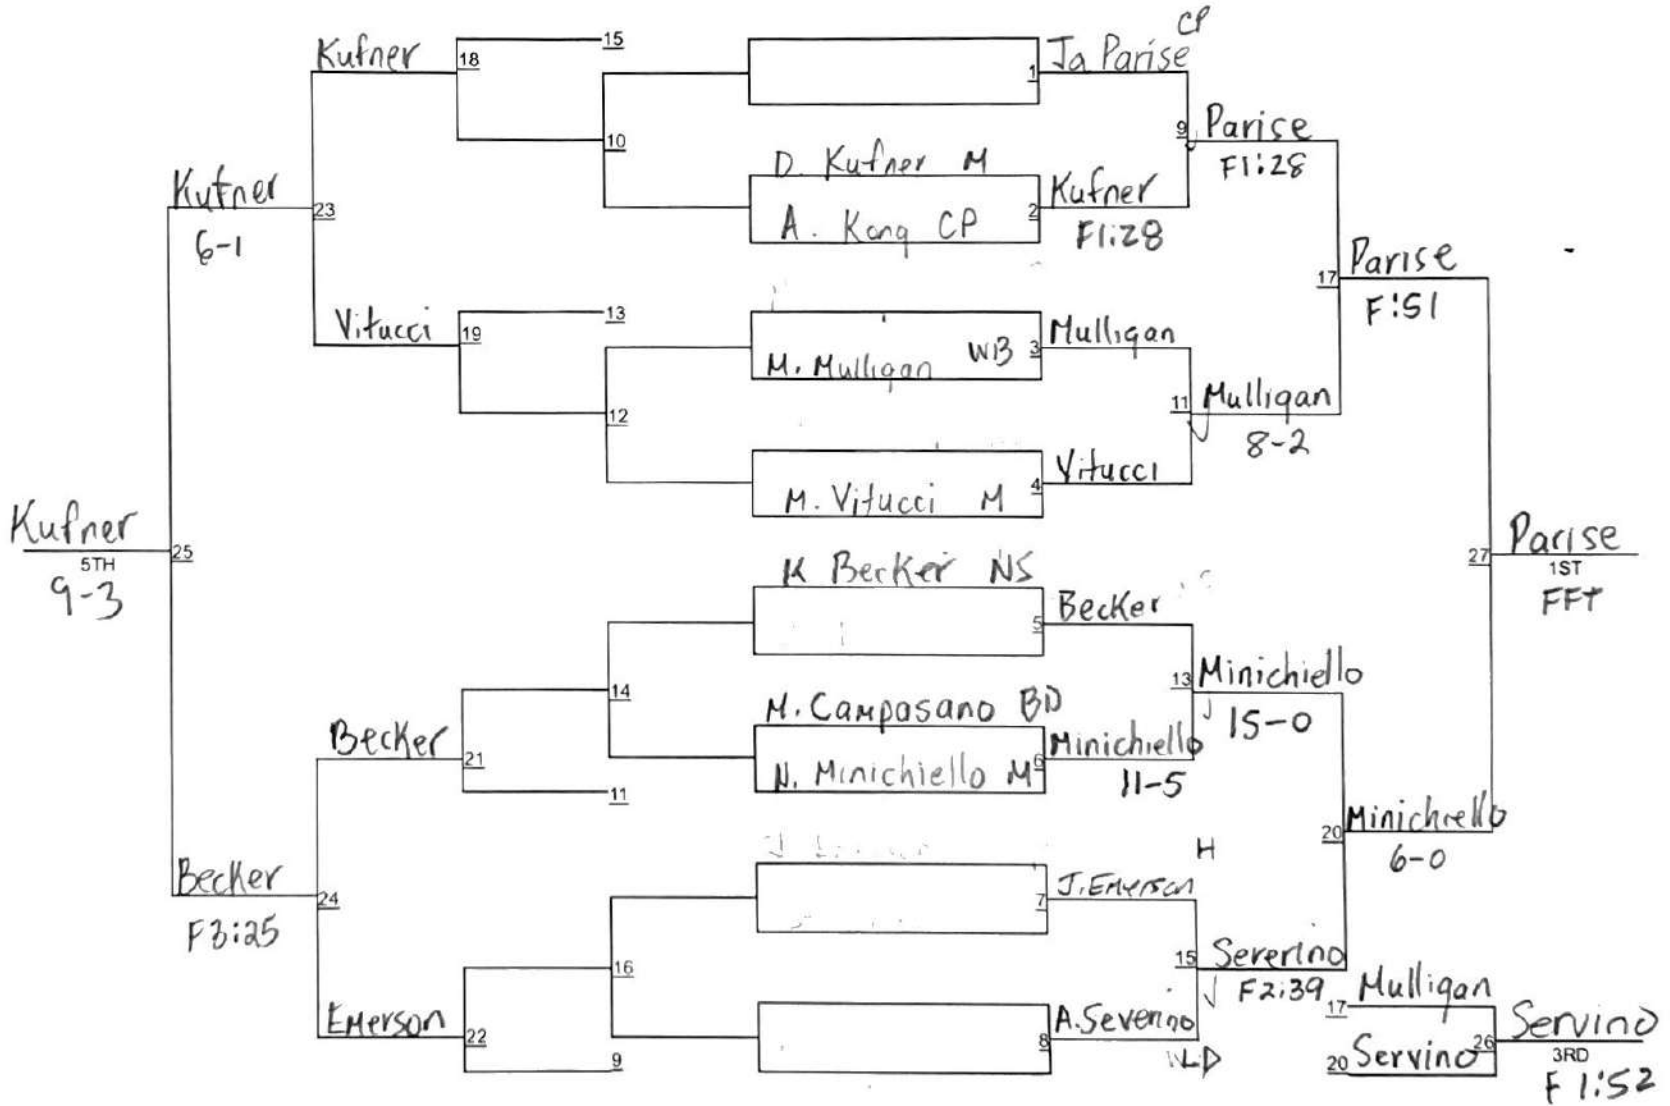 Kufner
6-1
Kufner
18
15
10
23
Vitucci
19
13
12
Kufner
25
5TH
9-3
Becker
F3:25
24
Becker
21
14
11
Emerson
22
16
9
1
D. Kufner M
A. Kong CP
2
M. Mulligan WB
3
M. Vitucci M
4
K Becker NS
5
M. Camposano BD
N. Minichiello M
6
7
8
CP
Ja Parise
Kufner
F1:28
Mulligan
Vitucci
Becker
Minichiello
11-5
H
J. Emerson
A. Severino
LD
9
Parise
F1:28
11
Mulligan
8-2
13
Minichiello
15-0
15
Severino
F2:39
17
Parise
F:51
20
Minichiello
6-0
27
Parise
1ST
FFT
17
Mulligan
20
Servino
26
Servino
3RD
F 1:52